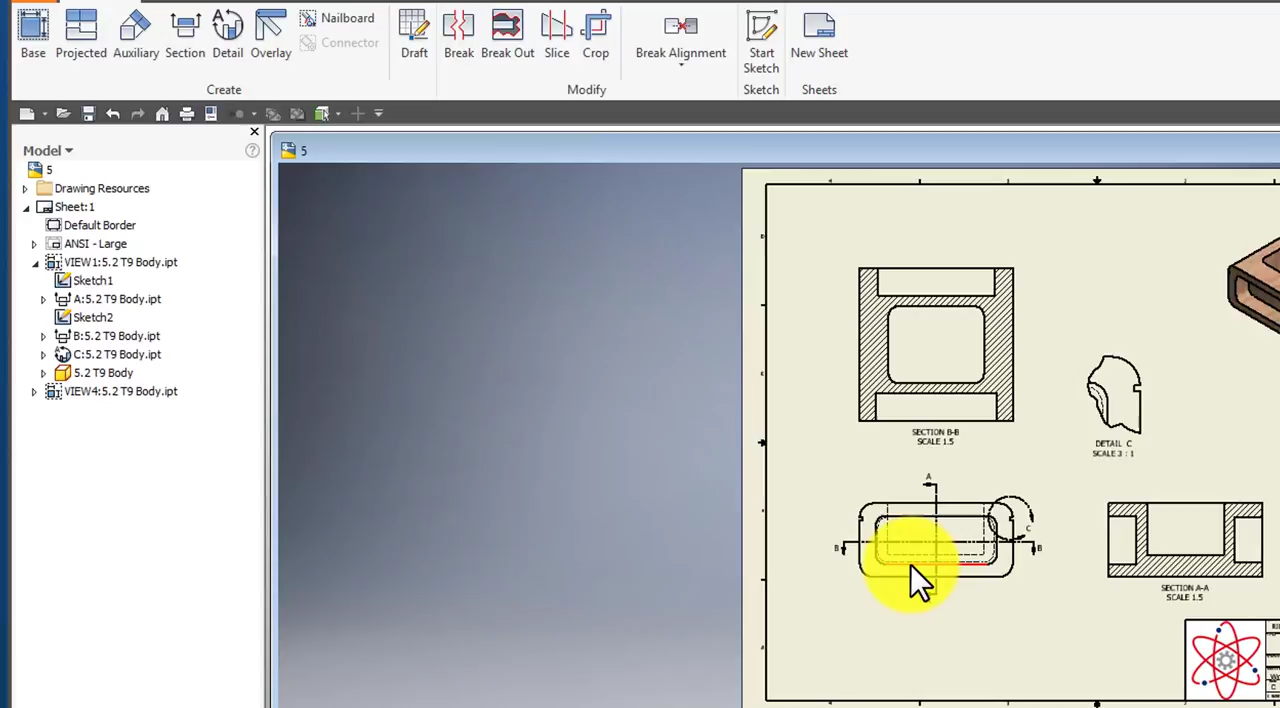 Base
Projected
Auxiliary
Section
Detail
Overlay
Nailboard
Connector
Draft
Break
Break Out
Slice
Crop
Break Alignment
Start
Sketch
New Sheet
Create
Modify
Sketch
Sheets
Model
5
Drawing Resources
Sheet:1
Default Border
ANSI - Large
VIEW1:5.2 T9 Body.ipt
Sketch1
A:5.2 T9 Body.ipt
Sketch2
B:5.2 T9 Body.ipt
C:5.2 T9 Body.ipt
5.2 T9 Body
VIEW4:5.2 T9 Body.ipt
5
SECTION B-B
SCALE 1.5
DETAIL C
SCALE 3 : 1
A
C
B
B
SECTION A-A
SCALE 1.5